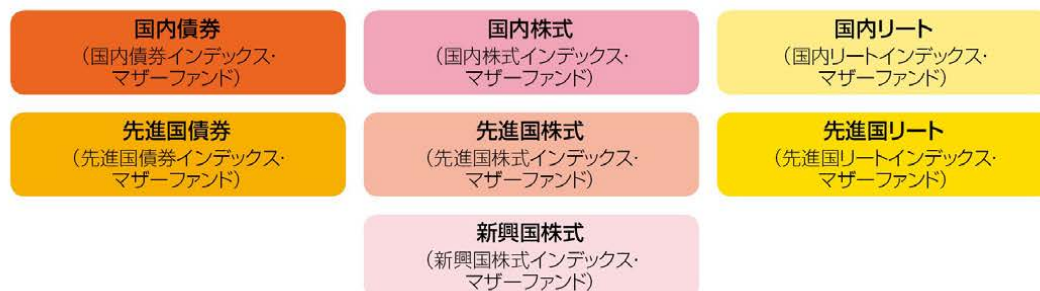 国内債券
(国内債券インデックス・
マザーファンド)
国内株式
(国内株式インデックス・
マザーファンド)
国内リート
(国内リートインデックス・
マザーファンド)
先進国債券
(先進国債券インデックス・
マザーファンド)
先進国株式
(先進国株式インデックス・
マザーファンド)
先進国リート
(先進国リートインデックス・
マザーファンド)
新興国株式
(新興国株式インデックス・
マザーファンド)